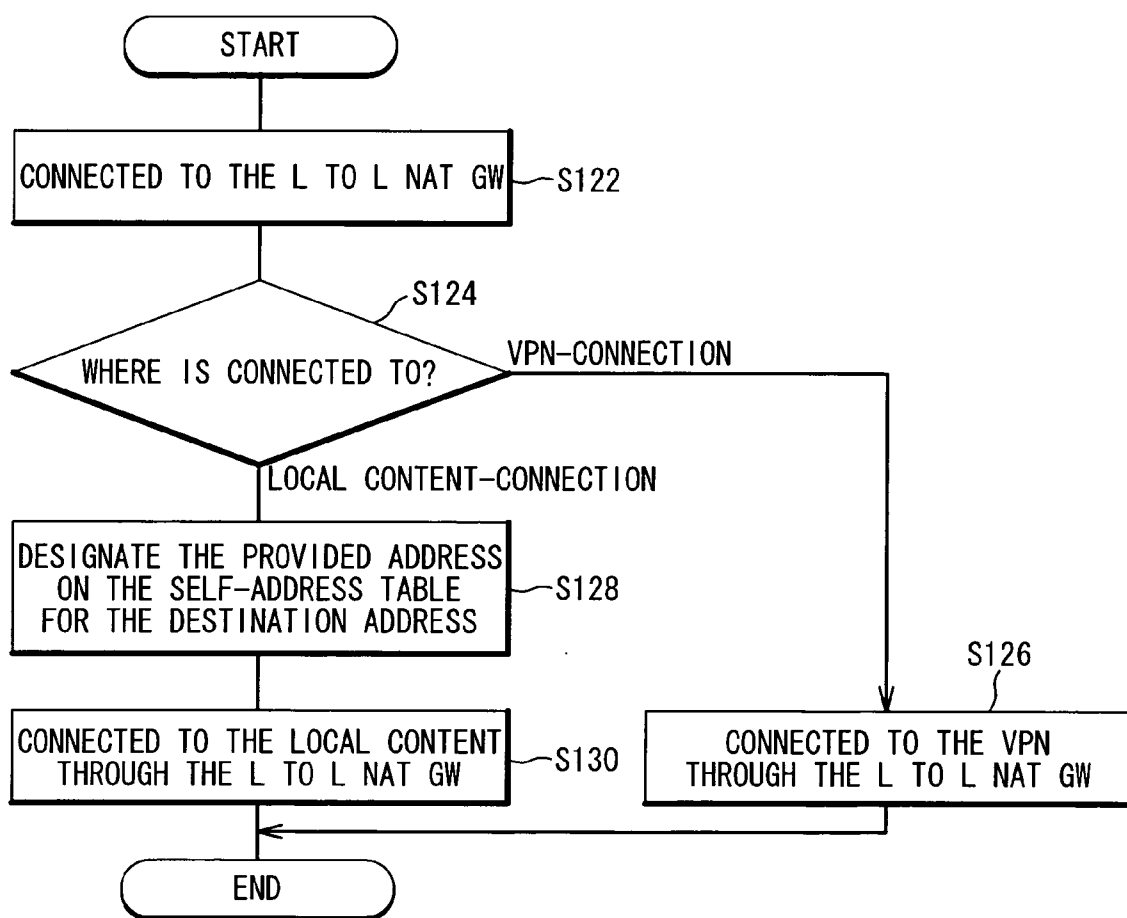 START
CONNECTED TO THE L TO L NAT GW
S122
S124
WHERE IS CONNECTED TO?
VPN-CONNECTION
LOCAL CONTENT-CONNECTION
DESIGNATE THE PROVIDED ADDRESS
ON THE SELF-ADDRESS TABLE
FOR THE DESTINATION ADDRESS
S128
S126
CONNECTED TO THE LOCAL CONTENT
THROUGH THE L TO L NAT GW
S130
CONNECTED TO THE VPN
THROUGH THE L TO L NAT GW
END